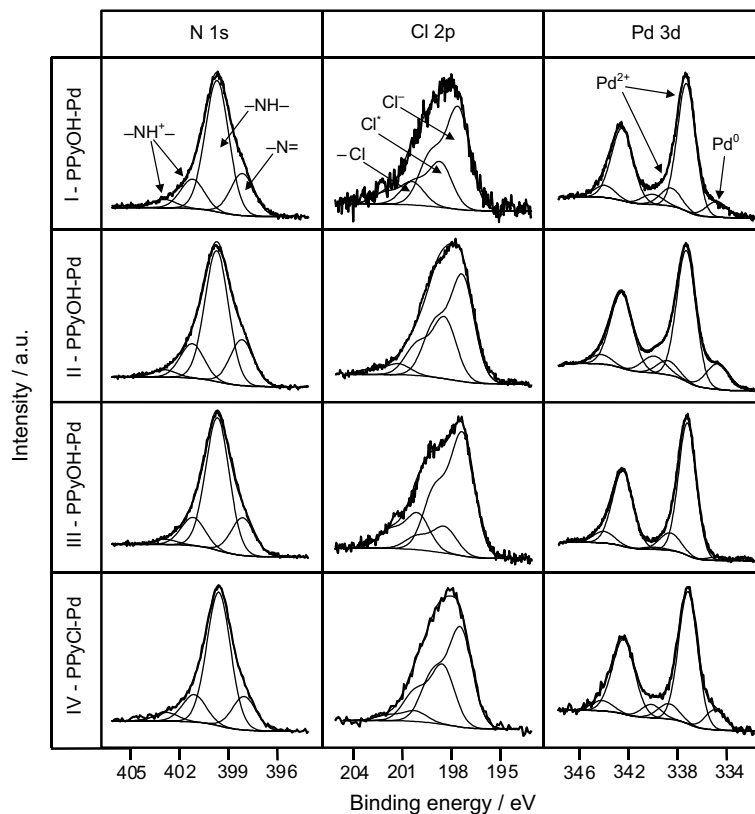 N 1s
Cl 2p
Pd 3d
I - PPyOH-Pd
–NH⁺–
–NH–
–N=
Cl⁻
Cl*
–Cl
Pd²⁺
Pd⁰
II - PPyOH-Pd
III - PPyOH-Pd
IV - PPyCl-Pd
Intensity / a.u.
405 402 399 396
204 201 198 195
346 342 338 334
Binding energy / eV